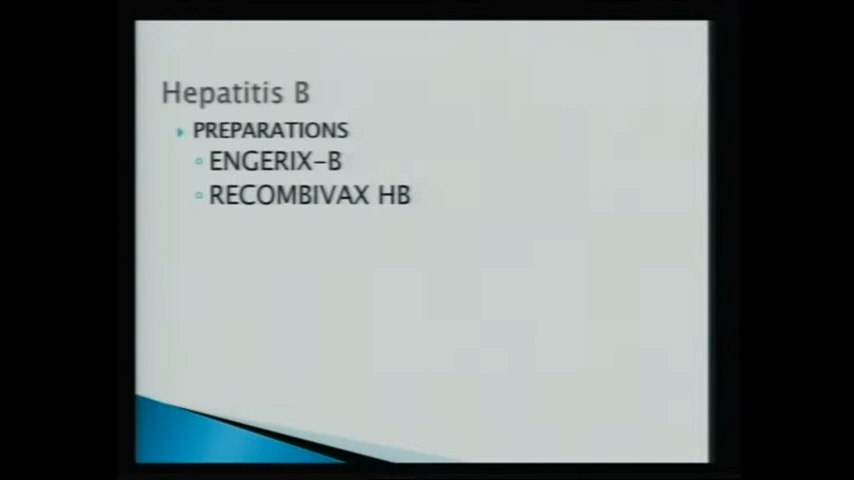 Hepatitis B
PREPARATIONS
ENGERIX-B
RECOMBIVAX HB